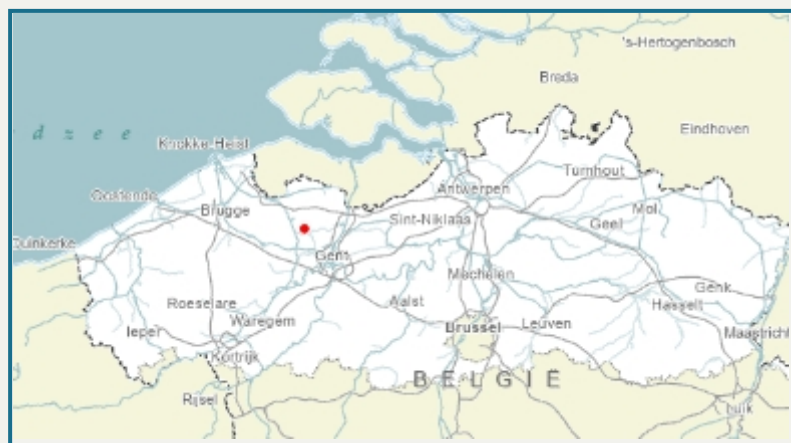 's-Hertogenbosch
Breda
dzee
Eindhoven
Knokke-Heist
Turnhout
Oostende
Antwerpen
Mol
Brugge
Sint-Niklaas
Geel
Duinkerke
Gent
Mechelen
Genk
Roeselare
Aalst
Hasselt
Waregem
Brussel
Leuven
Ieper
Maastricht
Kortrijk
BELGIË
Rijsel
Luik